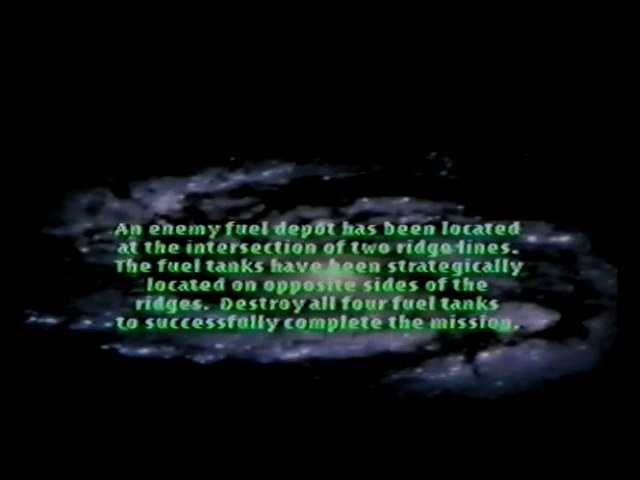 An enemy fuel depot has been located
at the intersection of two ridge lines.
The fuel tanks have been strategically
located on opposite sides of the
ridges. Destroy all four fuel tanks
to successfully complete the mission.